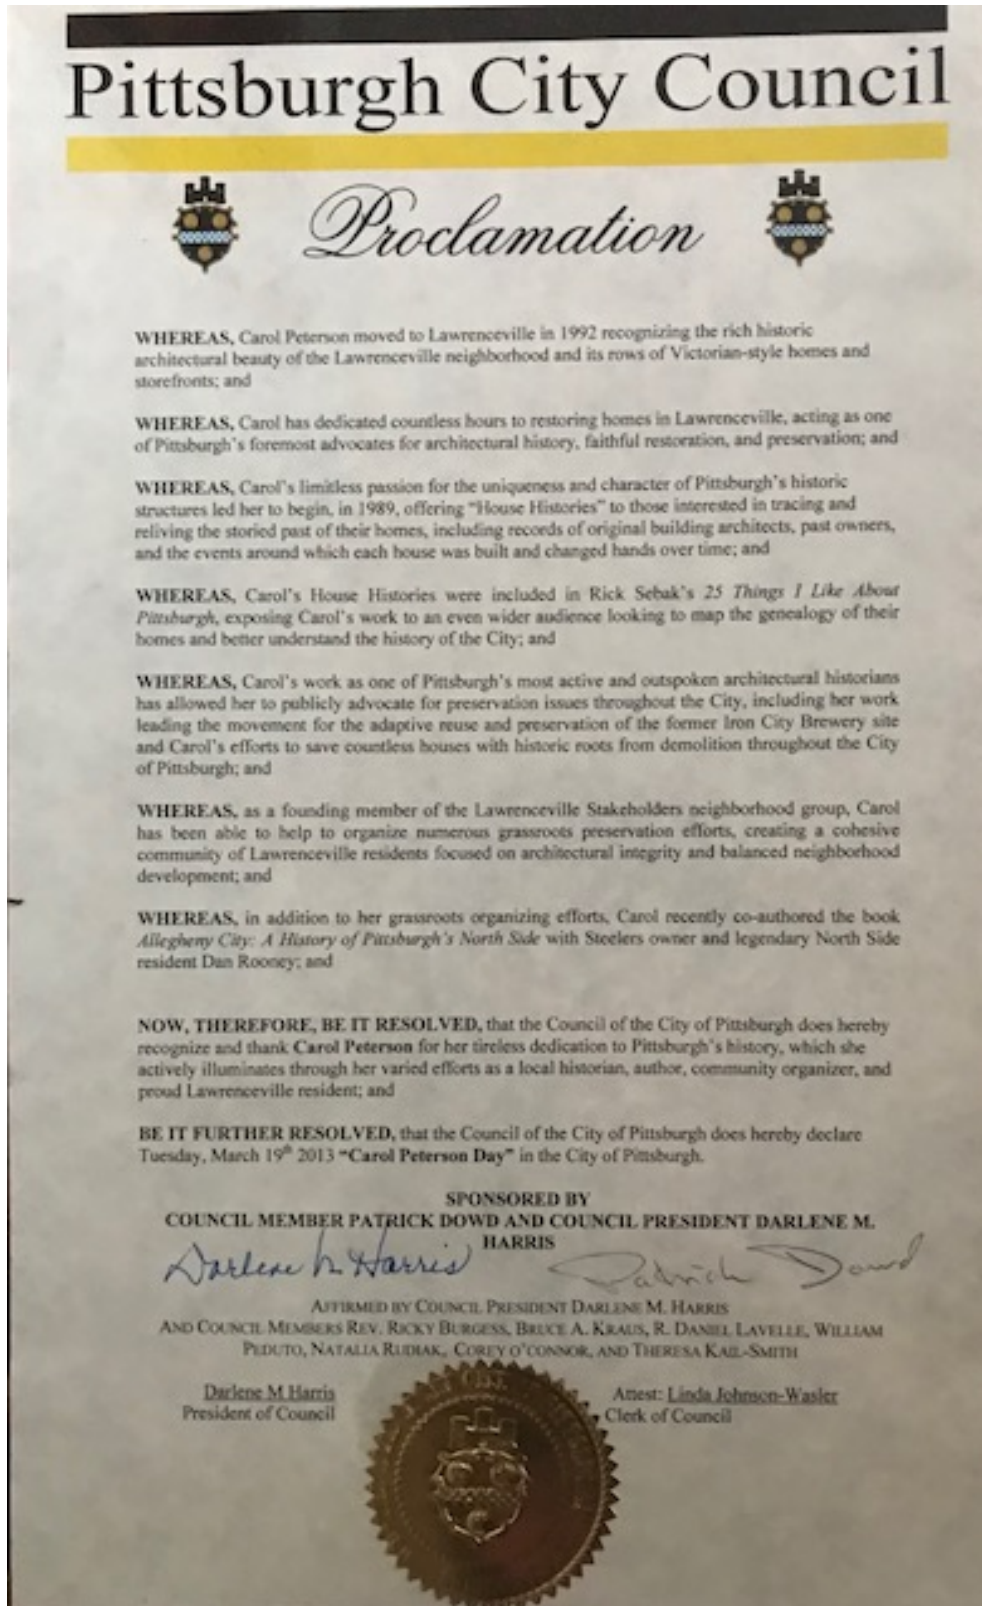 Pittsburgh City Council
Proclamation
WHEREAS, Carol Peterson moved to Lawrenceville in 1992 recognizing the rich historic
architectural beauty of the Lawrenceville neighborhood and its rows of Victorian-style homes and
storefronts; and
WHEREAS, Carol has dedicated countless hours to restoring homes in Lawrenceville, acting as one
of Pittsburgh's foremost advocates for architectural history, faithful restoration, and preservation; and
WHEREAS, Carol's limitless passion for the uniqueness and character of Pittsburgh's historic
structures led her to begin, in 1989, offering "House Histories" to those interested in tracing and
reliving the storied past of their homes, including records of original building architects, past owners,
and the events around which each house was built and changed hands over time; and
WHEREAS, Carol's House Histories were included in Rick Sebak's 25 Things I Like About
Pittsburgh, exposing Carol's work to an even wider audience looking to map the genealogy of their
homes and better understand the history of the City; and
WHEREAS, Carol's work as one of Pittsburgh's most active and outspoken architectural historians
has allowed her to publicly advocate for preservation issues throughout the City, including her work
leading the movement for the adaptive reuse and preservation of the former Iron City Brewery site
and Carol's efforts to save countless houses with historic roots from demolition throughout the City
of Pittsburgh; and
WHEREAS, as a founding member of the Lawrenceville Stakeholders neighborhood group, Carol
has been able to help to organize numerous grassroots preservation efforts, creating a cohesive
community of Lawrenceville residents focused on architectural integrity and balanced neighborhood
development; and
WHEREAS, in addition to her grassroots organizing efforts, Carol recently co-authored the book
Allegheny City: A History of Pittsburgh's North Side with Steelers owner and legendary North Side
resident Dan Rooney; and
NOW, THEREFORE, BE IT RESOLVED, that the Council of the City of Pittsburgh does hereby
recognize and thank Carol Peterson for her tireless dedication to Pittsburgh's history, which she
actively illuminates through her varied efforts as a local historian, author, community organizer, and
proud Lawrenceville resident; and
BE IT FURTHER RESOLVED, that the Council of the City of Pittsburgh does hereby declare
Tuesday, March 19th 2013 "Carol Peterson Day" in the City of Pittsburgh.
SPONSORED BY
COUNCIL MEMBER PATRICK DOWD AND COUNCIL PRESIDENT DARLENE M.
HARRIS
Darlene M Harris Patrick Dowd
AFFIRMED BY COUNCIL PRESIDENT DARLENE M. HARRIS
AND COUNCIL MEMBERS REV. RICKY BURGESS, BRUCE A. KRAUS, R. DANIEL LAVELLE, WILLIAM
PEDUTO, NATALIA RUDIAK, COREY O'CONNOR, AND THERESA KAIL-SMITH
Darlene M Harris Attest: Linda Johnson-Wasler
President of Council Clerk of Council